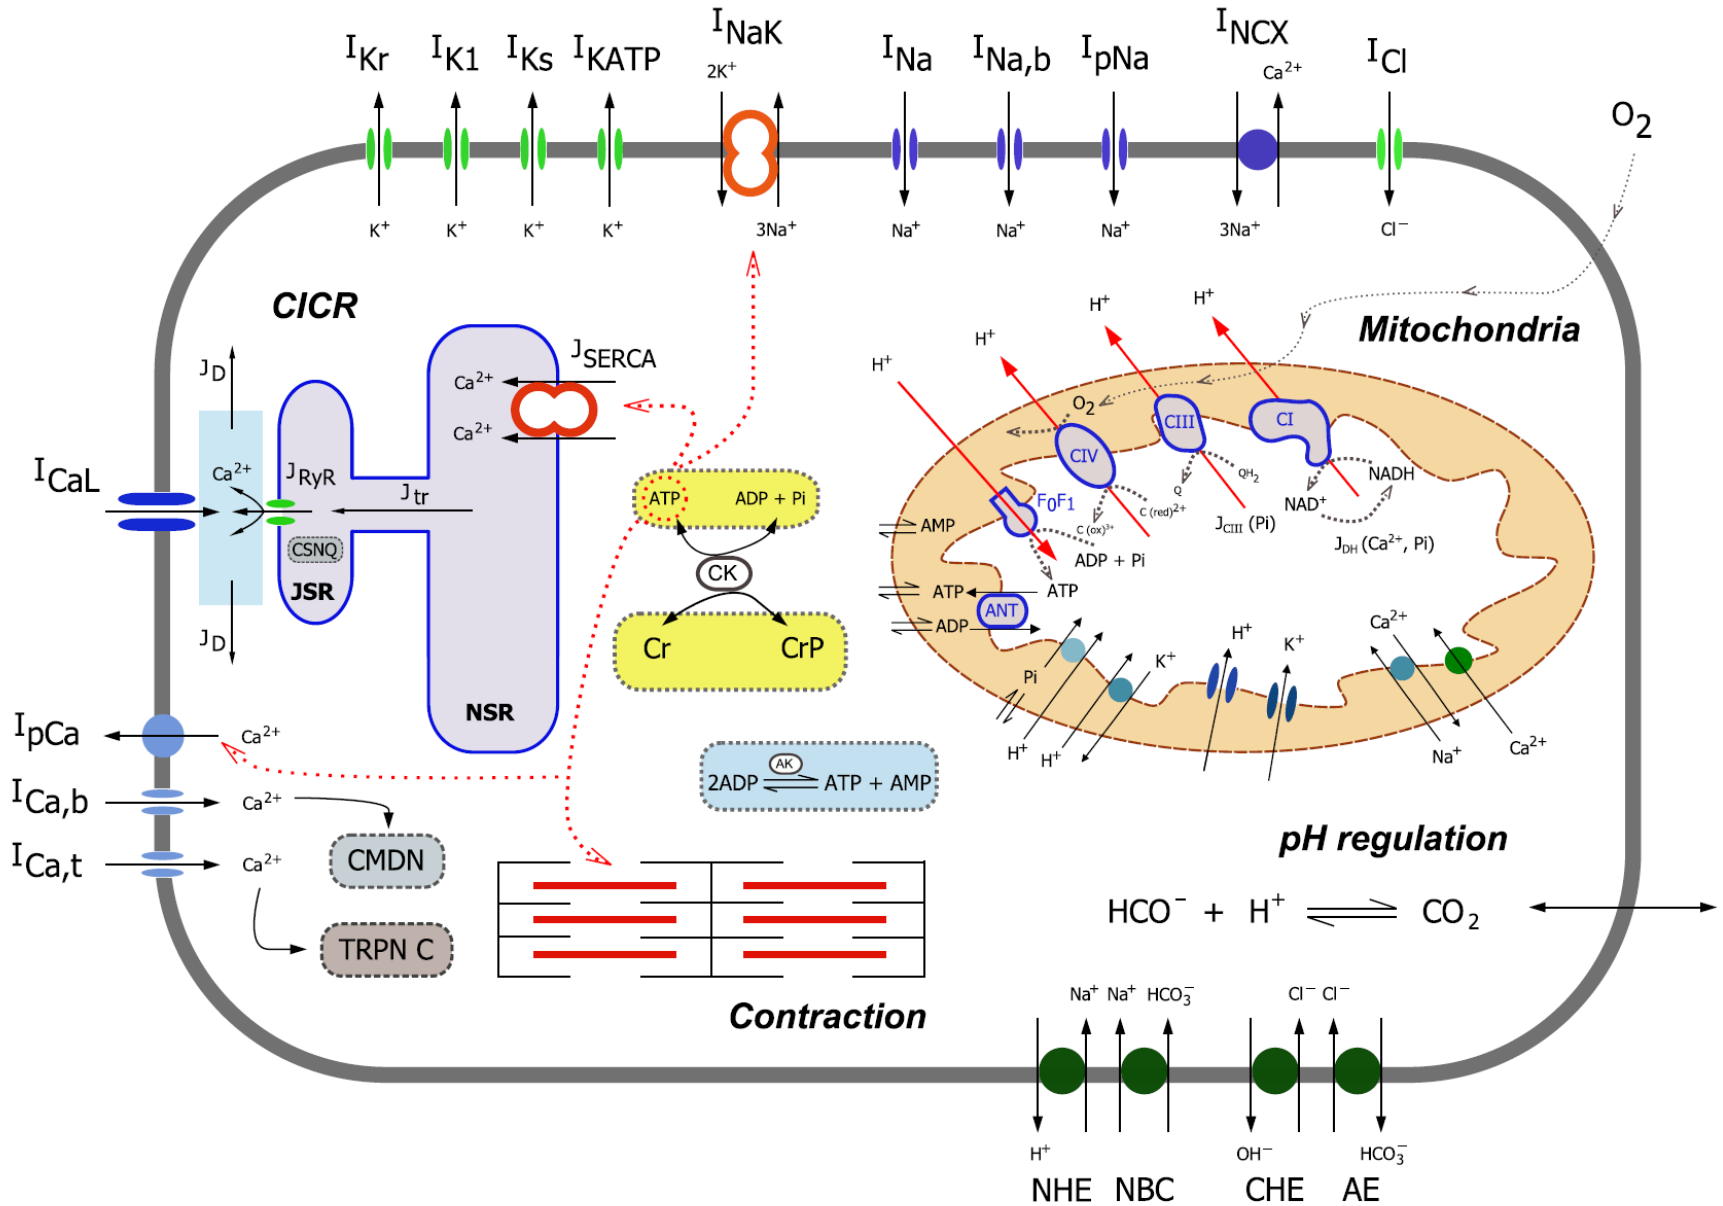 I_Kr
I_K1
I_Ks
I_KATP
I_NaK
I_Na
I_Na,b
I_pNa
I_NCX
I_Cl
2K⁺
Ca²⁺
O₂
K⁺
K⁺
K⁺
K⁺
3Na⁺
Na⁺
Na⁺
Na⁺
3Na⁺
Cl⁻
CICR
Mitochondria
J_D
J_SERCA
Ca²⁺
Ca²⁺
I_CaL
Ca²⁺
J_RyR
J_tr
CSNQ
JSR
J_D
NSR
ATP
ADP + Pi
CK
Cr
CrP
H⁺
H⁺
H⁺
H⁺
O₂
CIV
CIII
CI
F₀F₁
Q
QH₂
C (red)²⁺
C (ox)³⁺
J_CIII (Pi)
NAD⁺
NADH
J_DH (Ca²⁺, Pi)
AMP
ADP + Pi
ATP
ATP
ANT
ADP
Pi
H⁺
H⁺
K⁺
H⁺
K⁺
Ca²⁺
Na⁺
Ca²⁺
I_pCa
Ca²⁺
I_Ca,b
Ca²⁺
I_Ca,t
Ca²⁺
CMDN
TRPN C
AK
2ADP ⇌ ATP + AMP
Contraction
pH regulation
HCO⁻ + H⁺ ⇌ CO₂
Na⁺
Na⁺
HCO₃⁻
Cl⁻
Cl⁻
H⁺
OH⁻
HCO₃⁻
NHE
NBC
CHE
AE